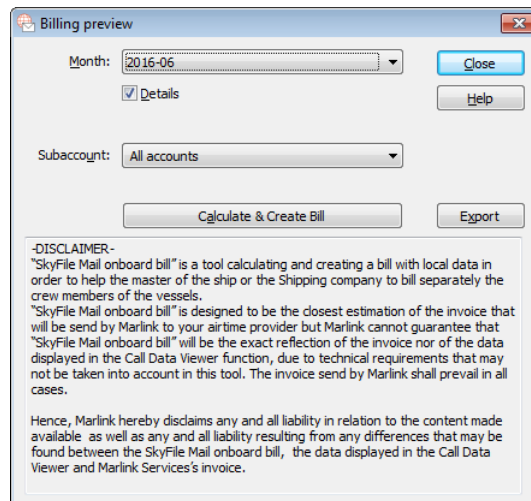 Billing preview
Month:
2016-06
Close
Details
Help
Subaccount:
All accounts
Calculate & Create Bill
Export
-DISCLAIMER-
"SkyFile Mail onboard bill" is a tool calculating and creating a bill with local data in
order to help the master of the ship or the Shipping company to bill separately the
crew members of the vessels.
"SkyFile Mail onboard bill" is designed to be the closest estimation of the invoice that
will be send by Marlink to your airtime provider but Marlink cannot guarantee that
"SkyFile Mail onboard bill" will be the exact reflection of the invoice nor of the data
displayed in the Call Data Viewer function, due to technical requirements that may
not be taken into account in this tool. The invoice send by Marlink shall prevail in all
cases.
Hence, Marlink hereby disclaims any and all liability in relation to the content made
available as well as any and all liability resulting from any differences that may be
found between the SkyFile Mail onboard bill, the data displayed in the Call Data
Viewer and Marlink Services's invoice.